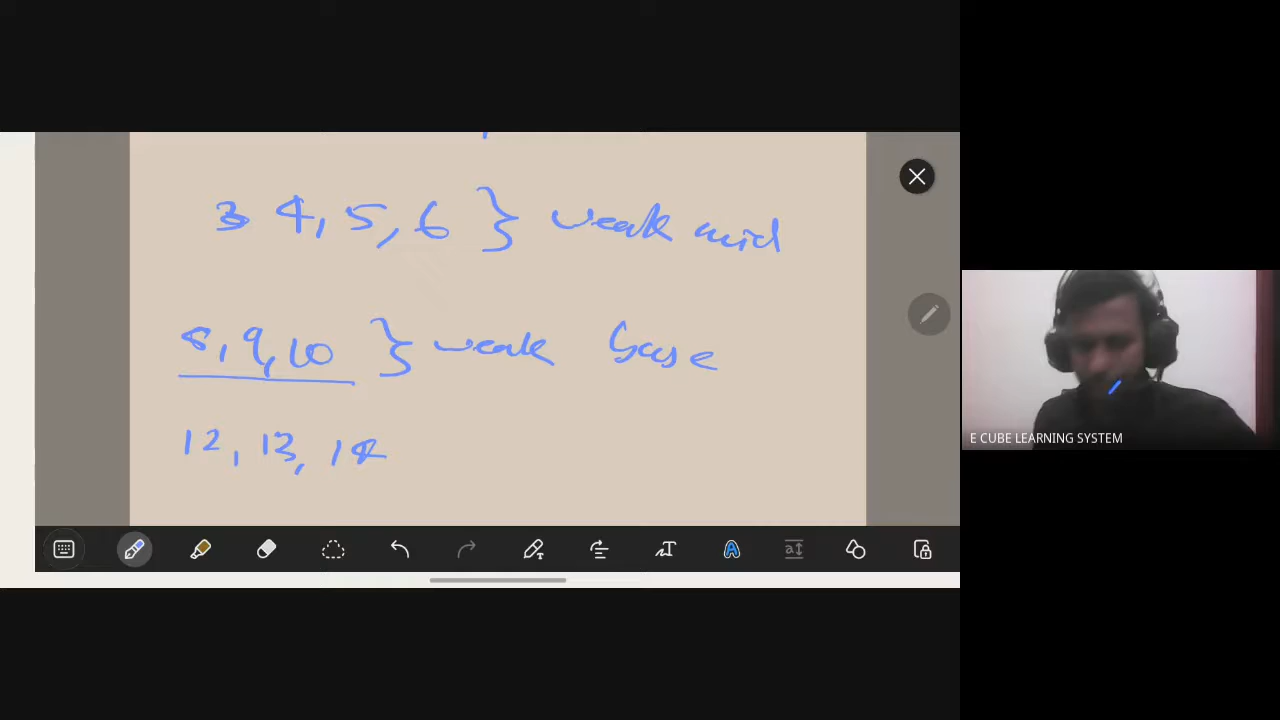 3 4, 5, 6 } weak mid
8, 9, 10 } weak base
12, 13, 14
E CUBE LEARNING SYSTEM